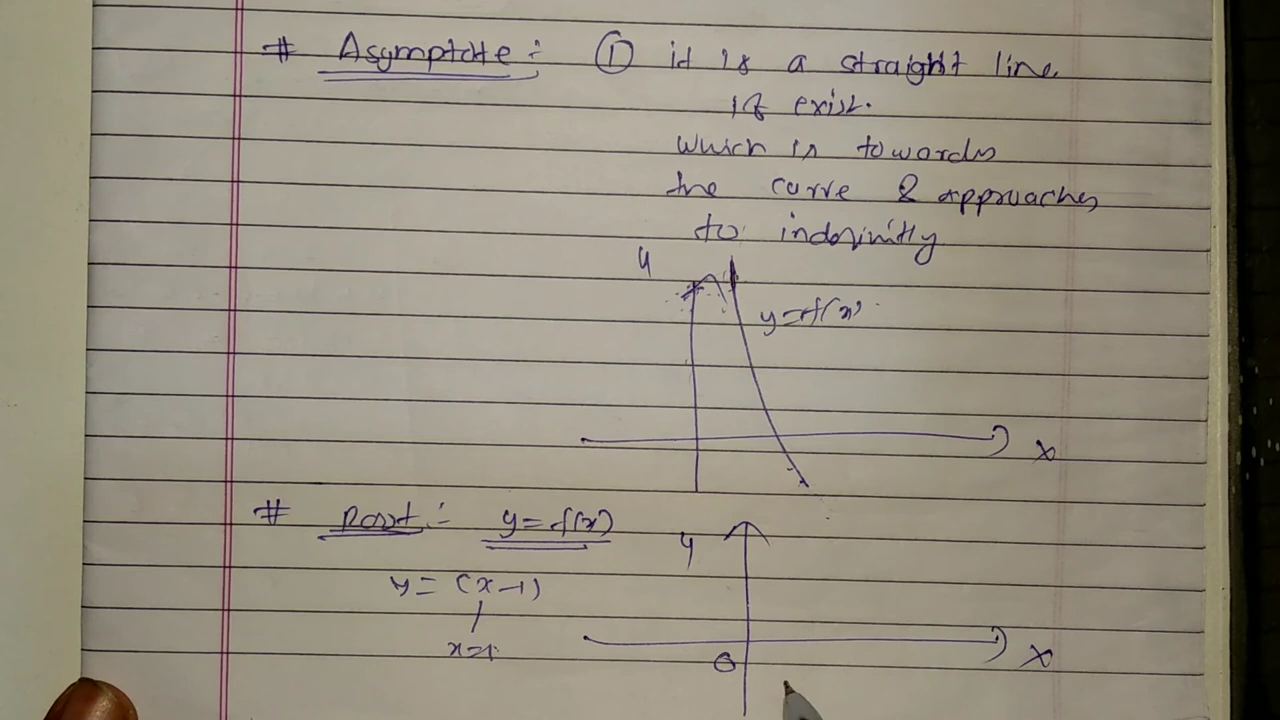 # Asymptote :- ① it is a straight line
if exist.
which is towards
the curve & approaches
to indefinitly
y
y=f(x)
x
# Root :- y=f(x)
y
y= (x-1)
x=1
0
x